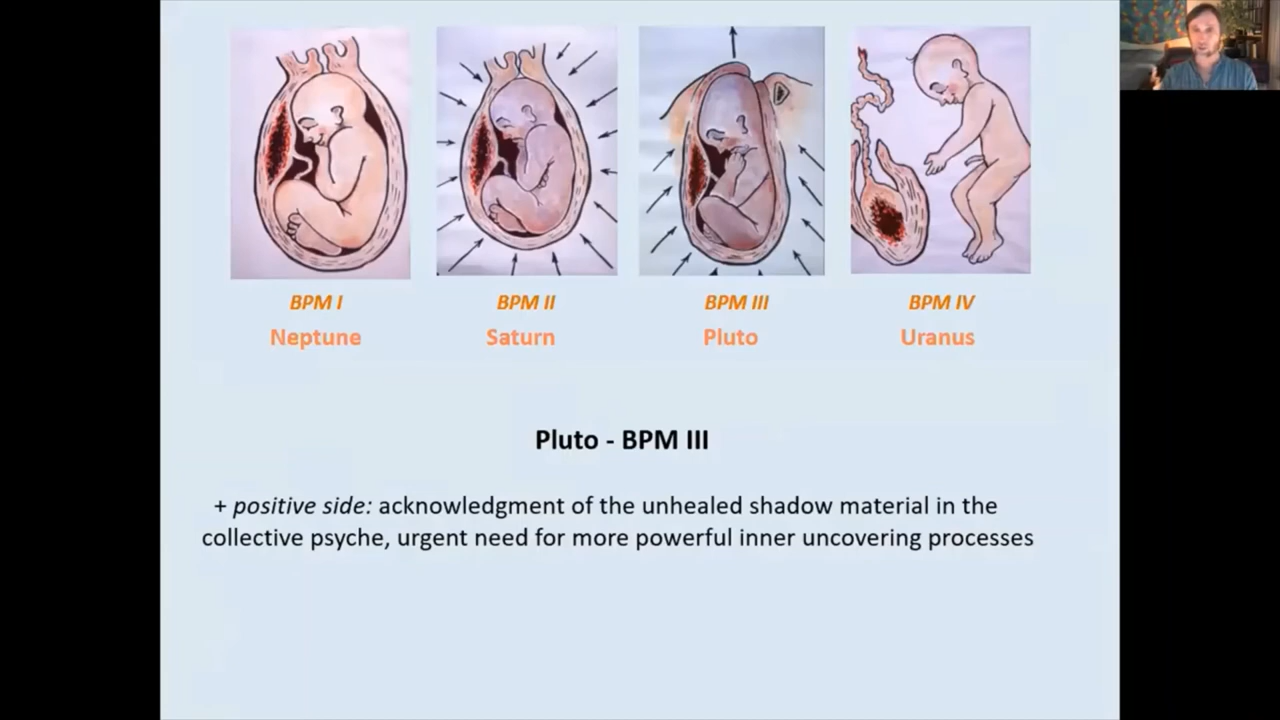 BPM I
BPM II
BPM III
BPM IV
Neptune
Saturn
Pluto
Uranus
Pluto - BPM III
+ positive side: acknowledgment of the unhealed shadow material in the
collective psyche, urgent need for more powerful inner uncovering processes